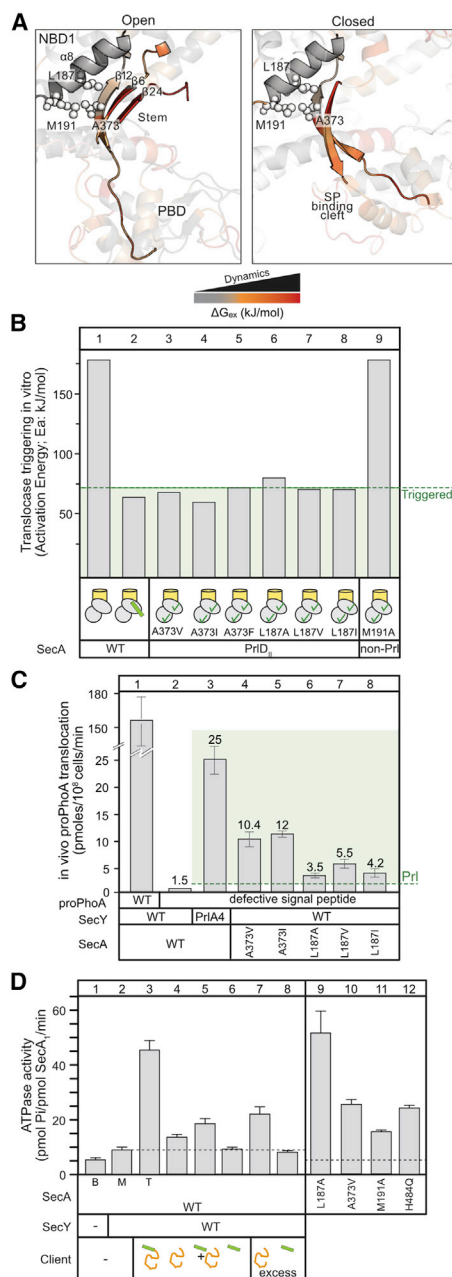 A
Open
Closed
NBD1
α8
L187
β12
β6
β24
M191
A373
Stem
PBD
L187
M191
A373
SP
binding
cleft
Dynamics
ΔGex (kJ/mol)
B
1 2 3 4 5 6 7 8 9
Translocase triggering in vitro
(Activation Energy; Ea: kJ/mol)
150
100
50
Triggered
A373V A373I A373F L187A L187V L187I M191A
SecA WT PrlDII non-Prl
C
in vivo proPhoA translocation
(pmoles/10⁸ cells/min)
180
150
25
20
15
10
5
0
1 2 3 4 5 6 7 8
1.5
25
10.4
12
3.5
5.5
4.2
Prl
proPhoA WT defective signal peptide
SecY WT PrlA4 WT
SecA WT A373V A373I L187A L187V L187I
D
ATPase activity
(pmol Pi/pmol SecA1/min)
60
40
20
0
1 2 3 4 5 6 7 8 9 10 11 12
B M T
SecA WT L187A A373V M191A H484Q
SecY - WT
Client - +
excess